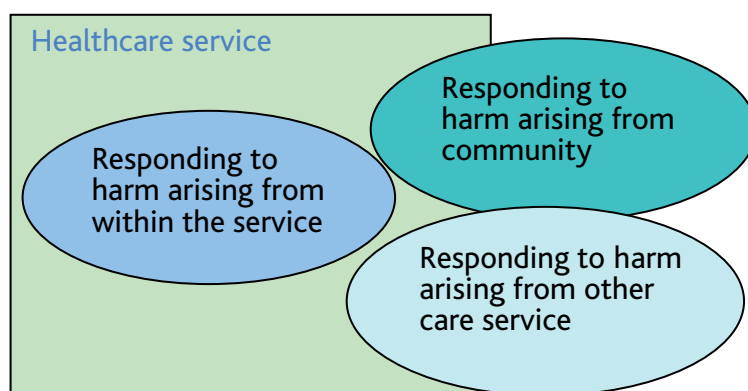 Healthcare service
Responding to
harm arising from
community
Responding to
harm arising from
within the service
Responding to harm
arising from other
care service